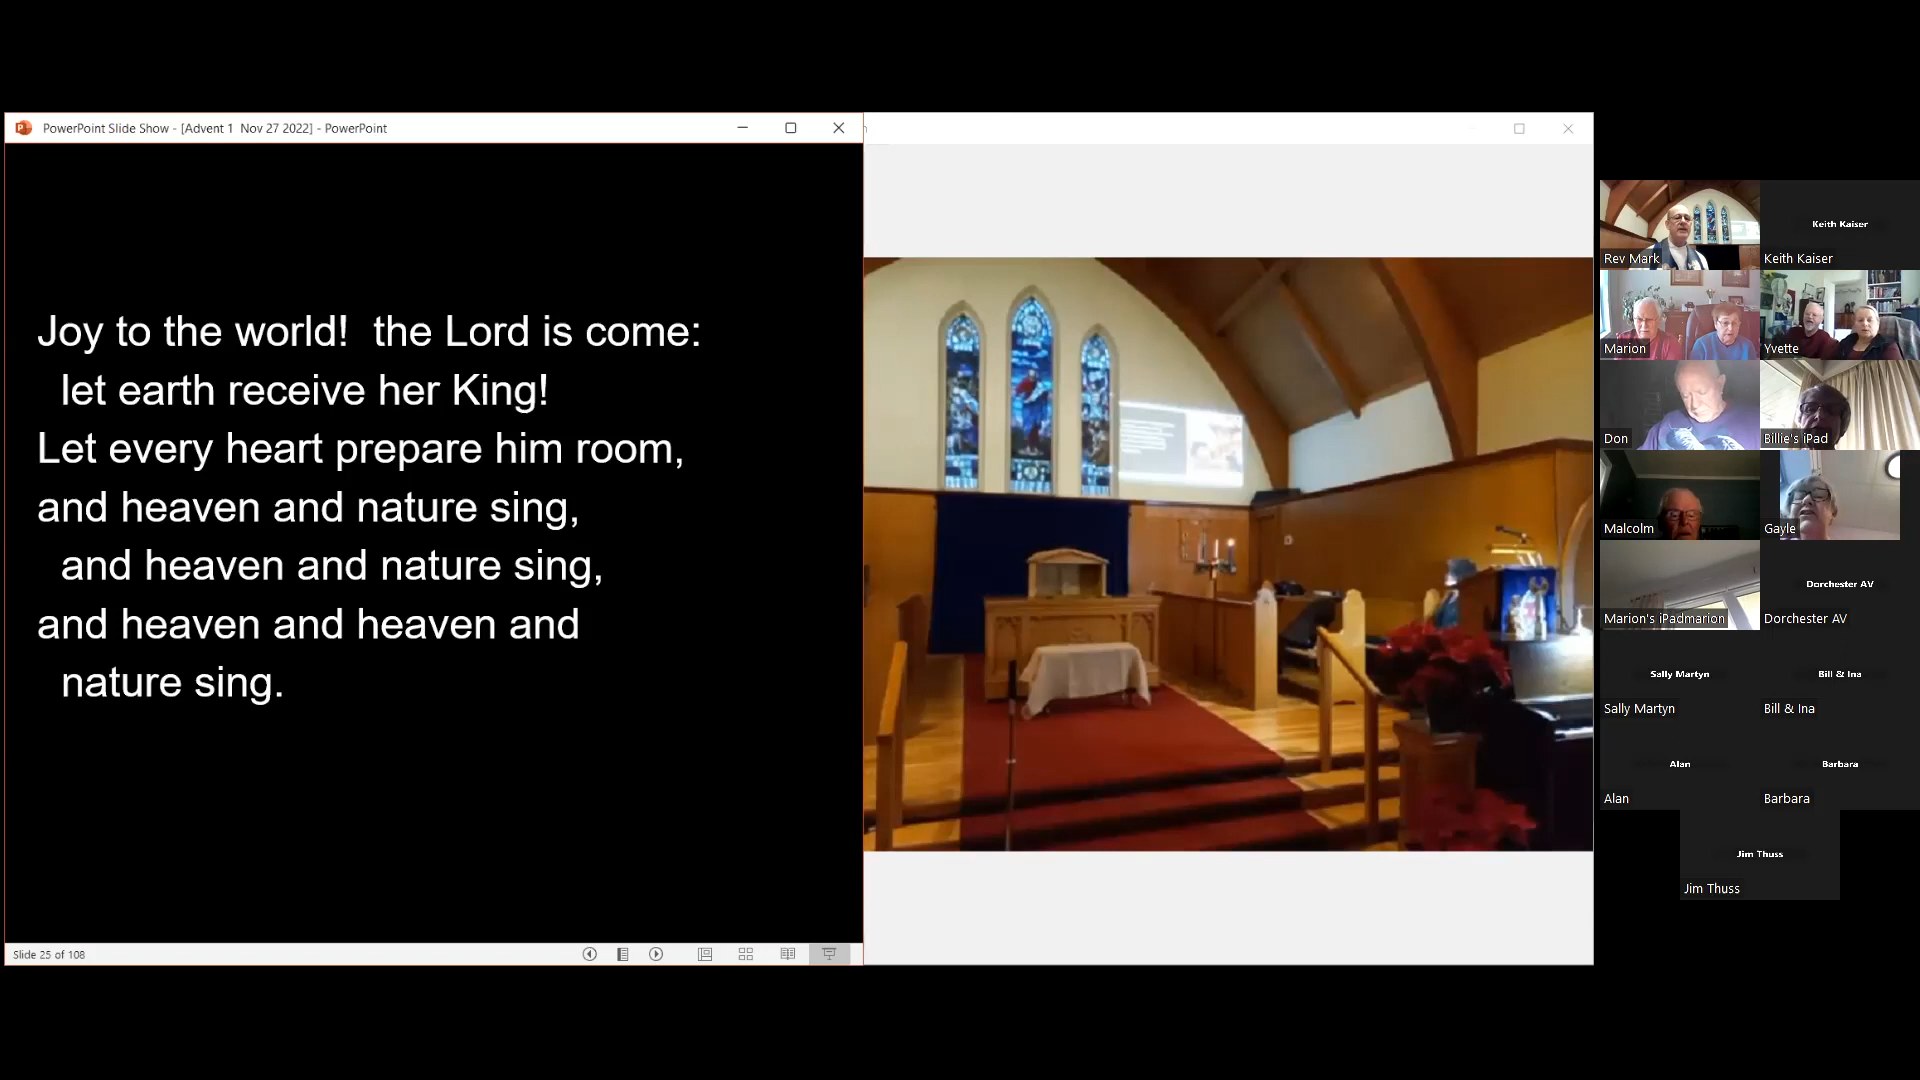 PowerPoint Slide Show - [Advent 1  Nov 27 2022] - PowerPoint
Joy to the world!  the Lord is come:
let earth receive her King!
Let every heart prepare him room,
and heaven and nature sing,
and heaven and nature sing,
and heaven and heaven and
nature sing.
Slide 25 of 108
Rev Mark
Keith Kaiser
Keith Kaiser
Marion
Yvette
Don
Billie's iPad
Malcolm
Gayle
Marion's iPadmarion
Dorchester AV
Dorchester AV
Sally Martyn
Sally Martyn
Bill & Ina
Bill & Ina
Alan
Alan
Barbara
Barbara
Jim Thuss
Jim Thuss